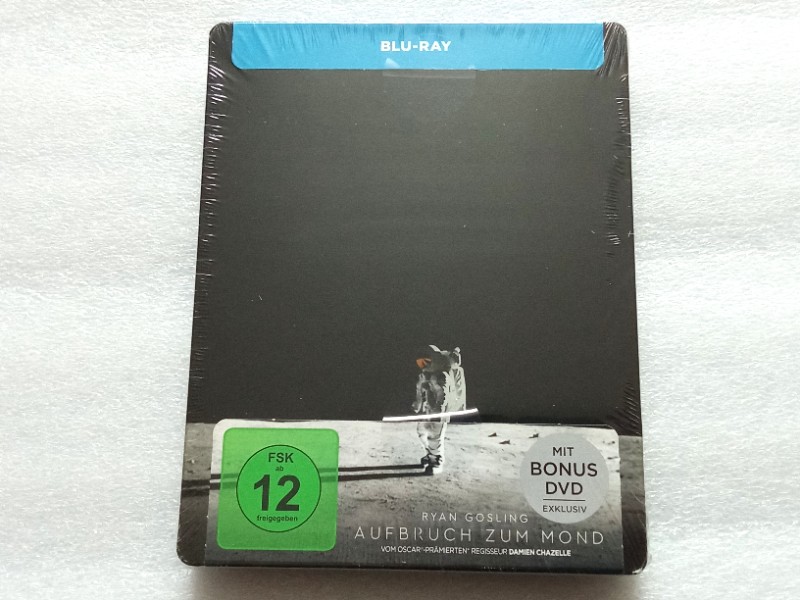 BLU-RAY
FSK
ab
12
freigegeben
MIT
BONUS
DVD
EXKLUSIV
RYAN GOSLING
AUFBRUCH ZUM MOND
VOM OSCAR®-PRÄMIERTEN REGISSEUR DAMIEN CHAZELLE